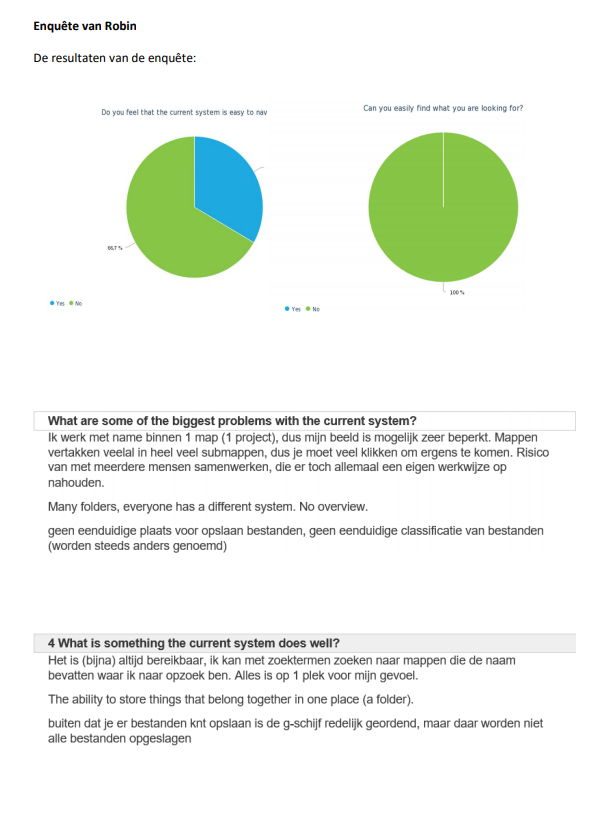 Enquête van Robin
De resultaten van de enquête:
Do you feel that the current system is easy to nav
Can you easily find what you are looking for?
66,7 %
100 %
Yes No
Yes No
What are some of the biggest problems with the current system?
Ik werk met name binnen 1 map (1 project), dus mijn beeld is mogelijk zeer beperkt. Mappen
vertakken veelal in heel veel submappen, dus je moet veel klikken om ergens te komen. Risico
van met meerdere mensen samenwerken, die er toch allemaal een eigen werkwijze op
nahouden.
Many folders, everyone has a different system. No overview.
geen eenduidige plaats voor opslaan bestanden, geen eenduidige classificatie van bestanden
(worden steeds anders genoemd)
4 What is something the current system does well?
Het is (bijna) altijd bereikbaar, ik kan met zoektermen zoeken naar mappen die de naam
bevatten waar ik naar opzoek ben. Alles is op 1 plek voor mijn gevoel.
The ability to store things that belong together in one place (a folder).
buiten dat je er bestanden knt opslaan is de g-schijf redelijk geordend, maar daar worden niet
alle bestanden opgeslagen